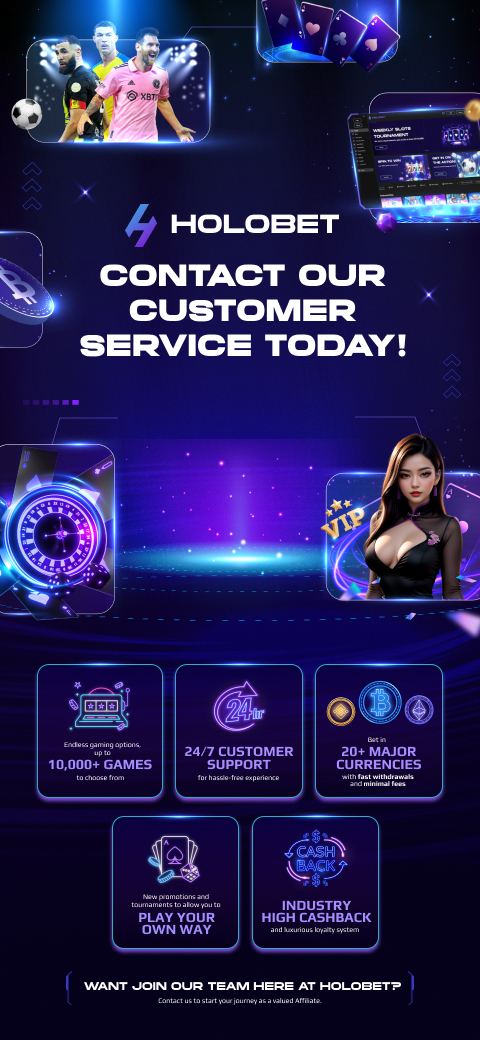 XBTO
WEEKLY SLOTS
TOURNAMENT
SPIN TO WIN
GET IN ON
THE ACTION!
HOLOBET
CONTACT OUR
CUSTOMER
SERVICE TODAY!
VIP
Endless gaming options,
up to
10,000+ GAMES
to choose from
24hr
24/7 CUSTOMER
SUPPORT
for hassle-free experience
Bet in
20+ MAJOR
CURRENCIES
with fast withdrawals
and minimal fees
New promotions and
tournaments to allow you to
PLAY YOUR
OWN WAY
CASH
BACK
INDUSTRY
HIGH CASHBACK
and luxurious loyalty system
WANT JOIN OUR TEAM HERE AT HOLOBET?
Contact us to start your journey as a valued Affiliate.